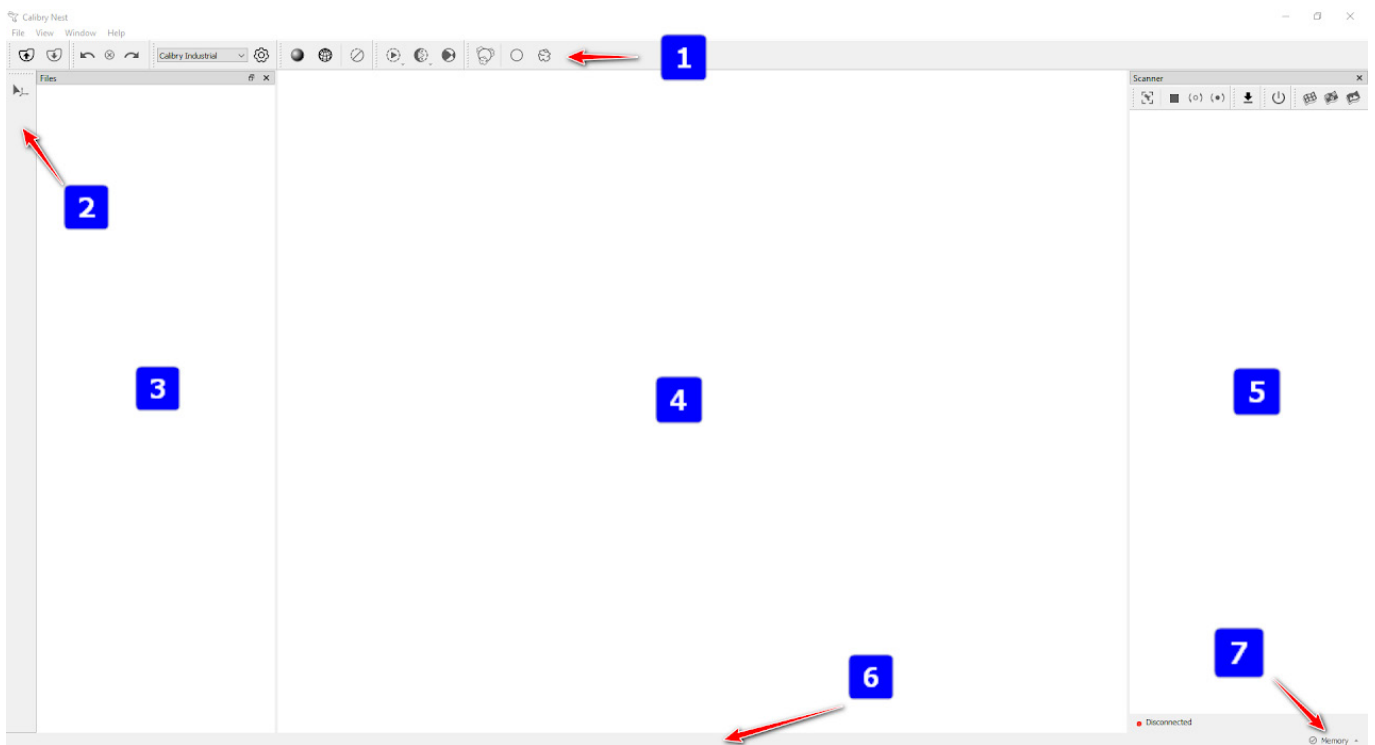 Calibry Nest
File View Window Help
Calibry Industrial
1
Files
Scanner
2
3
4
5
6
7
Disconnected
Memory